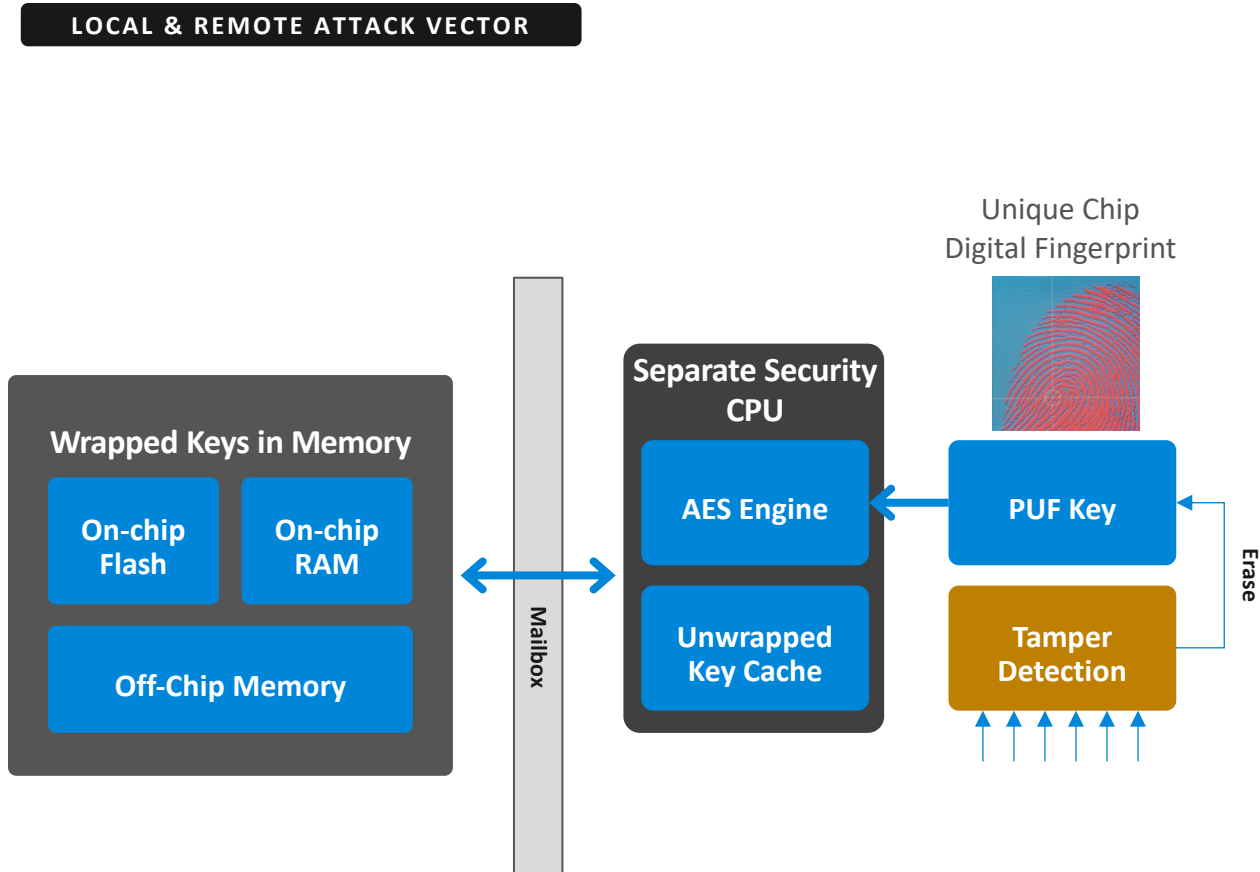 LOCAL & REMOTE ATTACK VECTOR
Unique Chip
Digital Fingerprint
Separate Security
CPU
Wrapped Keys in Memory
On-chip
Flash
On-chip
RAM
Off-Chip Memory
Mailbox
AES Engine
Unwrapped
Key Cache
PUF Key
Tamper
Detection
Erase